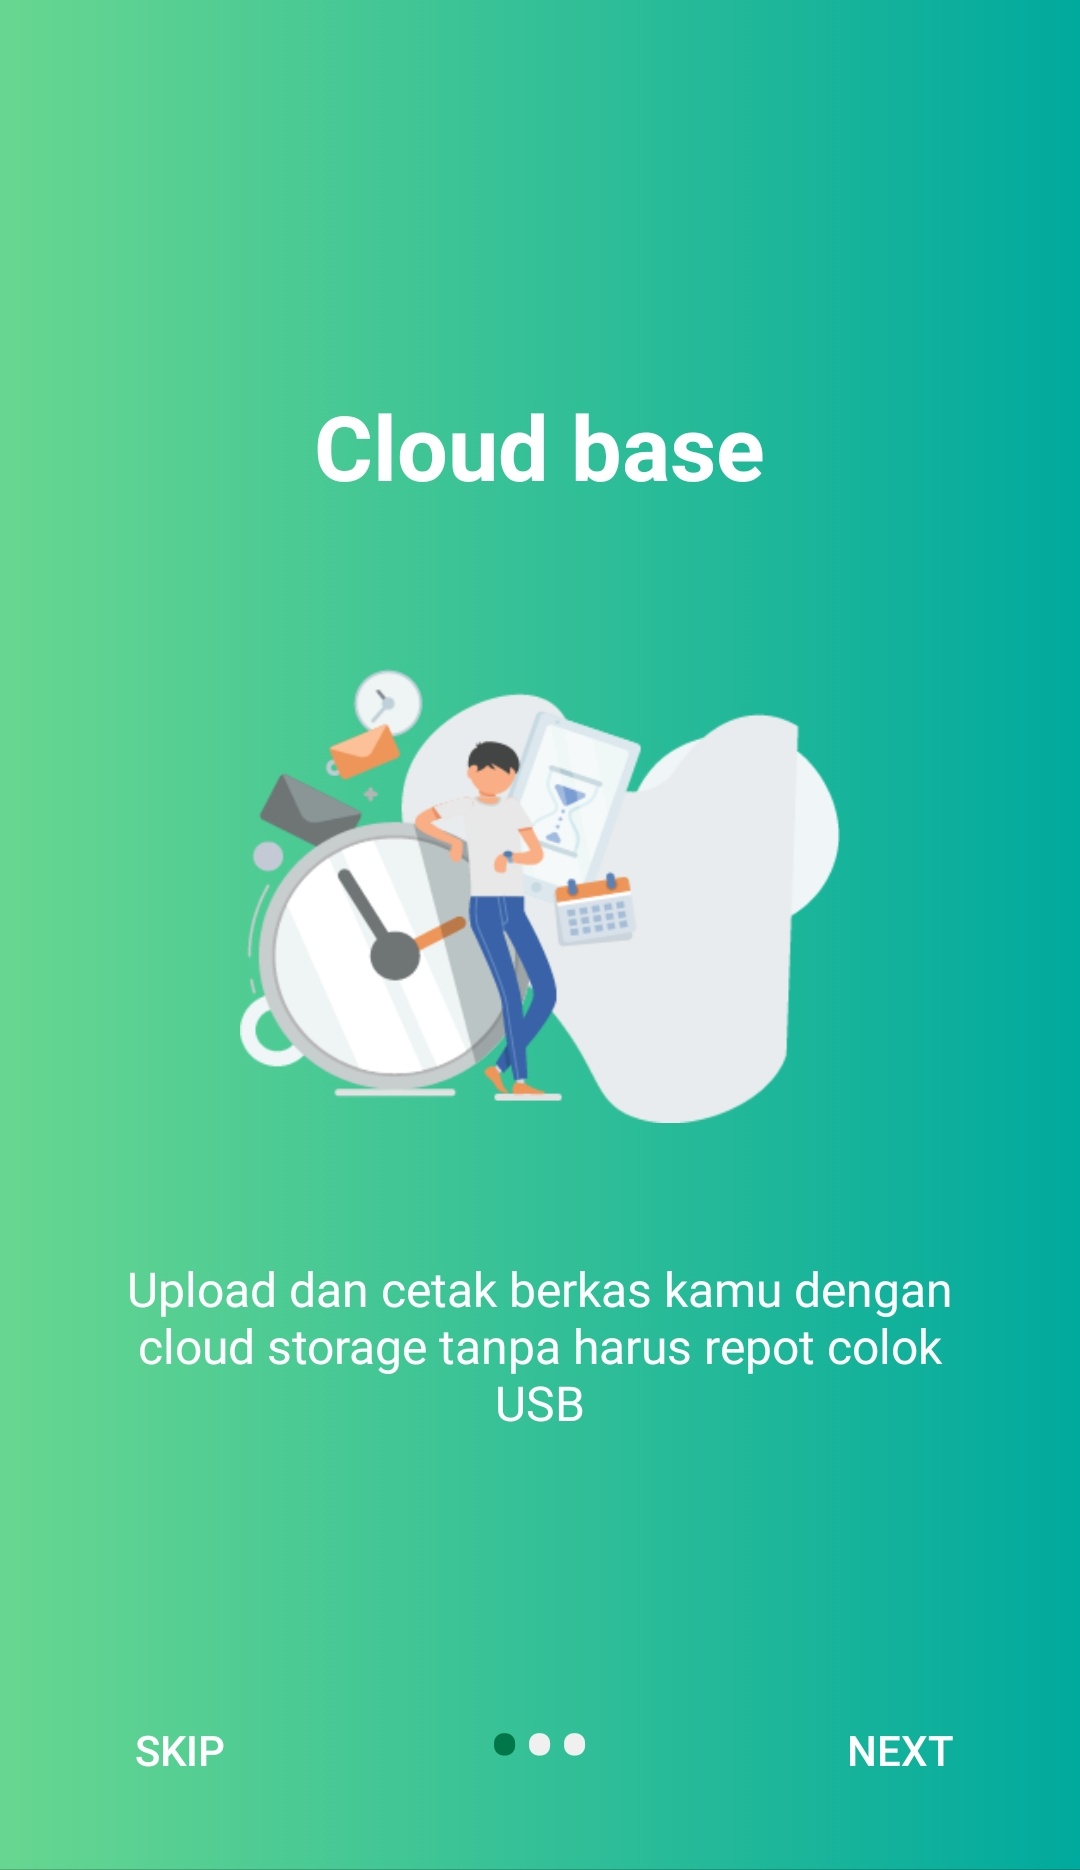 Cloud base
Upload dan cetak berkas kamu dengan
cloud storage tanpa harus repot colok
USB
SKIP
NEXT